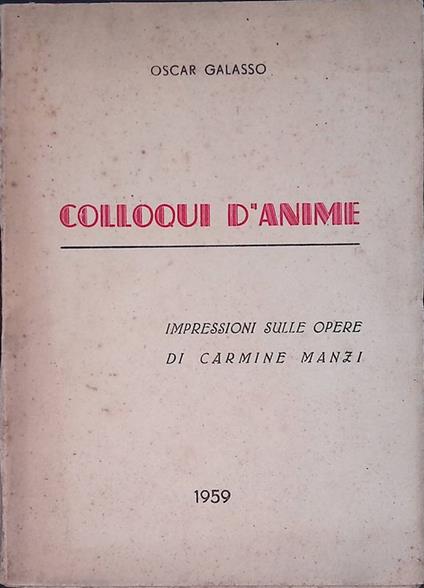 OSCAR GALASSO
COLLOQUI D'ANIME
IMPRESSIONI SULLE OPERE
DI CARMINE MANZI
1959